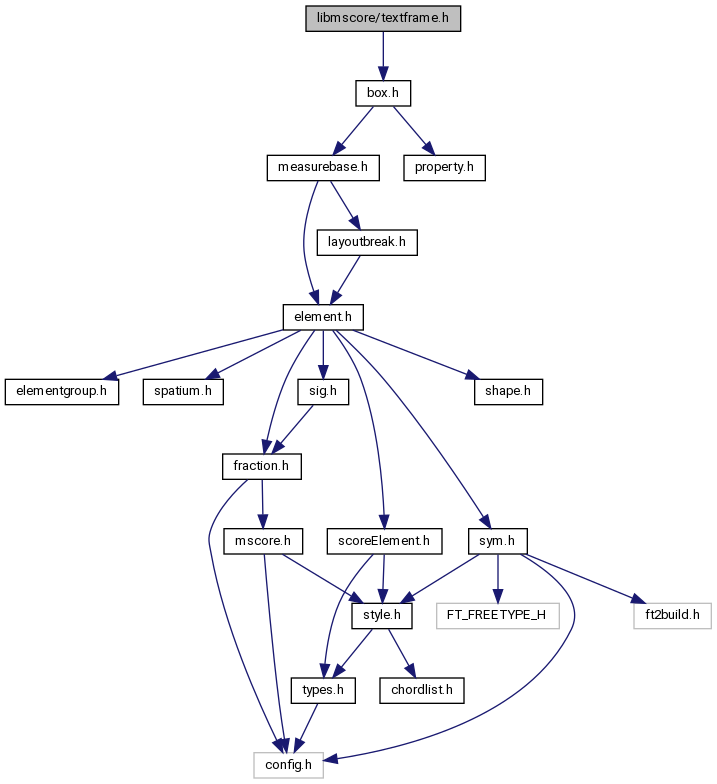 libmscore/textframe.h
box.h
measurebase.h
property.h
layoutbreak.h
element.h
elementgroup.h
spatium.h
sig.h
shape.h
fraction.h
mscore.h
scoreElement.h
sym.h
style.h
FT_FREETYPE_H
ft2build.h
types.h
chordlist.h
config.h